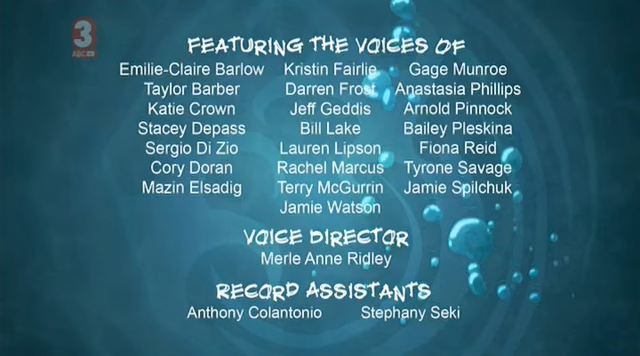 3
ABC
FEATURING THE VOICES OF
Emilie-Claire Barlow Kristin Fairlie Gage Munroe
Taylor Barber Darren Frost Anastasia Phillips
Katie Crown Jeff Geddis Arnold Pinnock
Stacey Depass Bill Lake Bailey Pleskina
Sergio Di Zio Lauren Lipson Fiona Reid
Cory Doran Rachel Marcus Tyrone Savage
Mazin Elsadig Terry McGurrin Jamie Spilchuk
Jamie Watson
VOICE DIRECTOR
Merle Anne Ridley
RECORD ASSISTANTS
Anthony Colantonio Stephany Seki